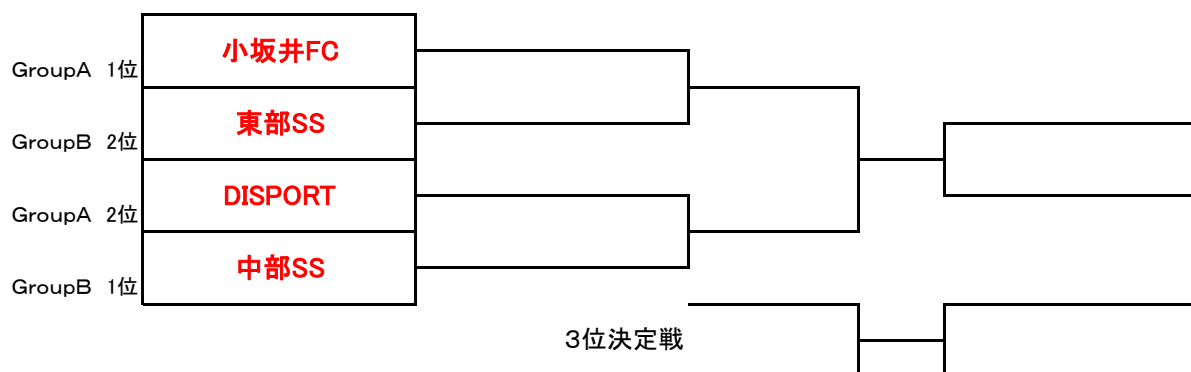 小坂井FC
GroupA 1位
東部SS
GroupB 2位
DISPORT
GroupA 2位
中部SS
GroupB 1位
3位決定戦